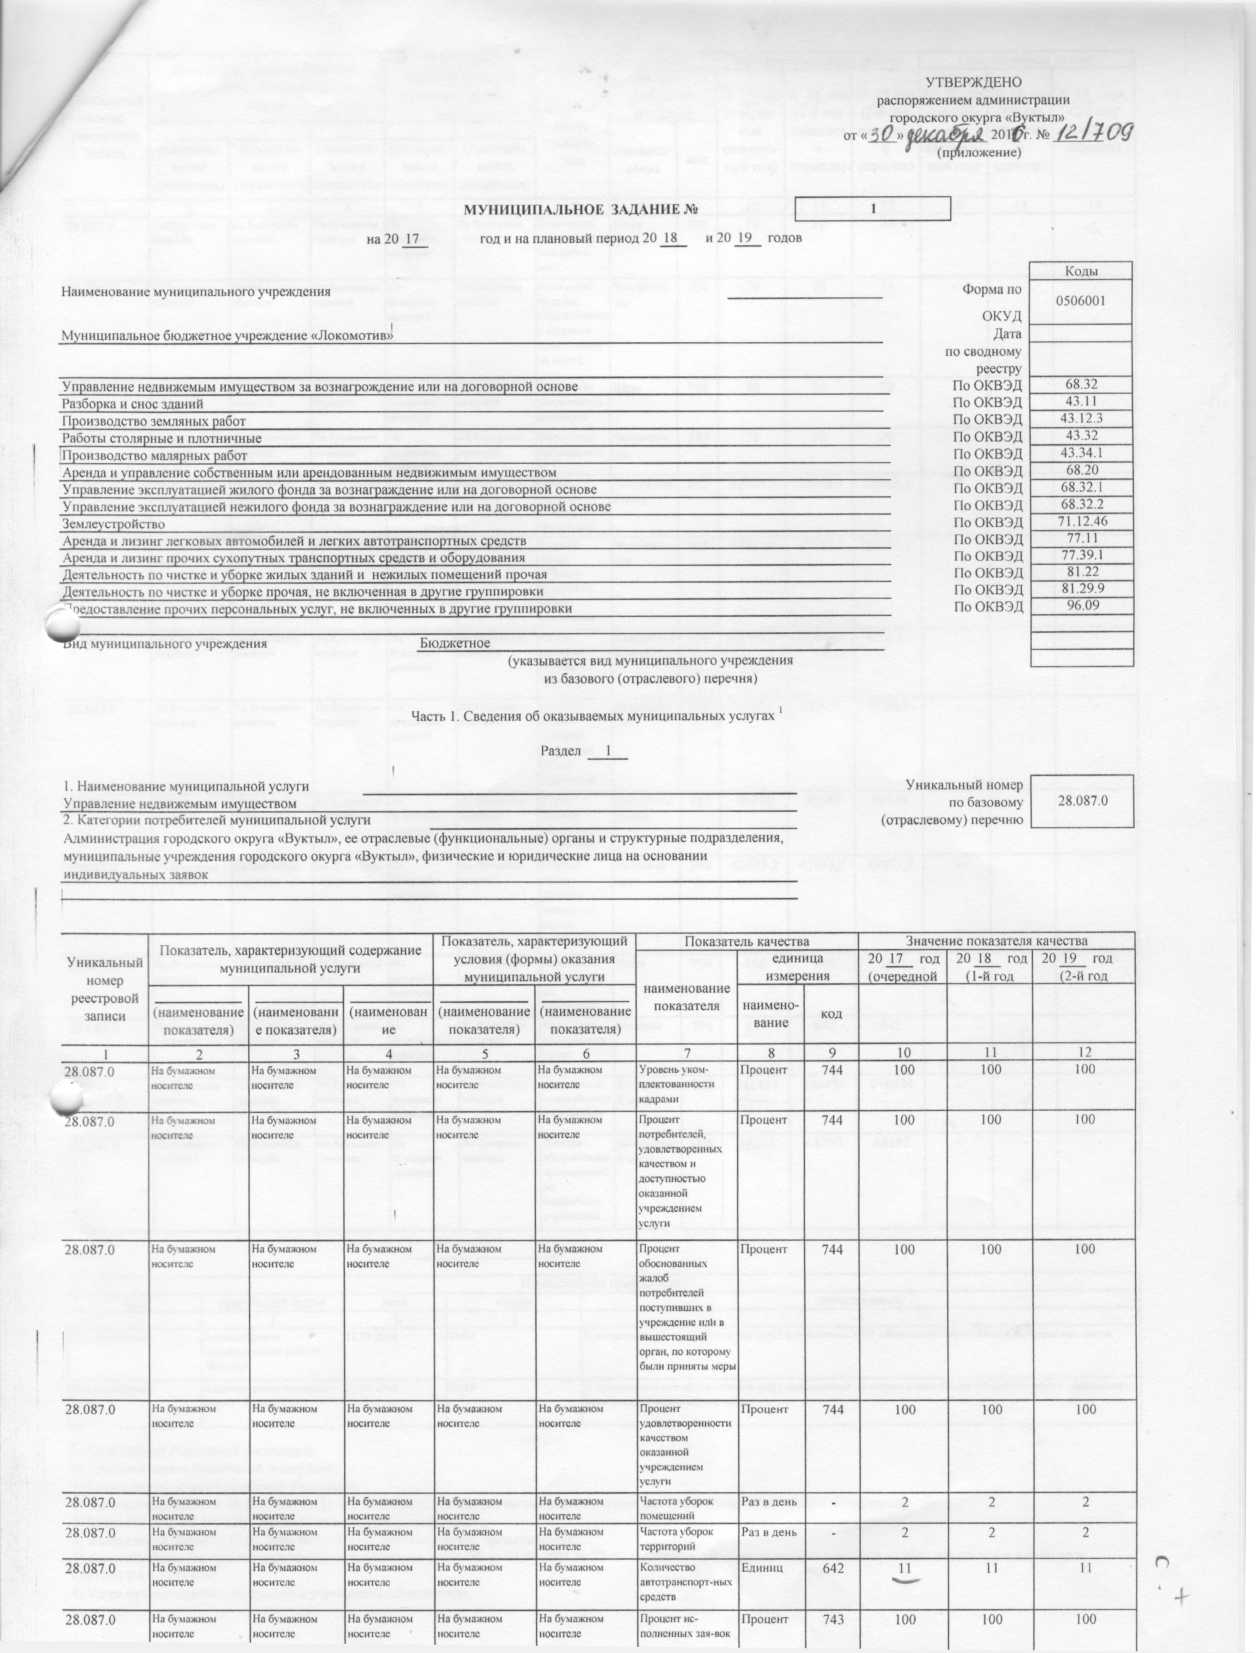 УТВЕРЖДЕНО
распоряжением администрации
городского окурга «Вуктыл»
от «30» декабря 2016г. № 12/709
(приложение)
МУНИЦИПАЛЬНОЕ ЗАДАНИЕ № 1
на 20 17 год и на плановый период 20 18 и 20 19 годов
Коды
Наименование муниципального учреждения Форма по ОКУД 0506001
Муниципальное бюджетное учреждение «Локомотив» Дата
по сводному
реестру
Управление недвижемым имуществом за вознагрождение или на договорной основе По ОКВЭД 68.32
Разборка и снос зданий По ОКВЭД 43.11
Производство земляных работ По ОКВЭД 43.12.3
Работы столярные и плотничные По ОКВЭД 43.32
Производство малярных работ По ОКВЭД 43.34.1
Аренда и управление собственным или арендованным недвижимым имуществом По ОКВЭД 68.20
Управление эксплуатацией жилого фонда за вознаграждение или на договорной основе По ОКВЭД 68.32.1
Управление эксплуатацией нежилого фонда за вознаграждение или на договорной основе По ОКВЭД 68.32.2
Землеустройство По ОКВЭД 71.12.46
Аренда и лизинг легковых автомобилей и легких автотранспортных средств По ОКВЭД 77.11
Аренда и лизинг прочих сухопутных транспортных средств и оборудования По ОКВЭД 77.39.1
Деятельность по чистке и уборке жилых зданий и нежилых помещений прочая По ОКВЭД 81.22
Деятельность по чистке и уборке прочая, не включенная в другие группировки По ОКВЭД 81.29.9
Предоставление прочих персональных услуг, не включенных в другие группировки По ОКВЭД 96.09
Вид муниципального учреждения Бюджетное
(указывается вид муниципального учреждения
из базового (отраслевого) перечня)
Часть 1. Сведения об оказываемых муниципальных услугах 1
Раздел 1
1. Наименование муниципальной услуги
Управление недвижемым имуществом
2. Категории потребителей муниципальной услуги
Уникальный номер
по базовому
(отраслевому) перечню
28.087.0
Администрация городского округа «Вуктыл», ее отраслевые (функциональные) органы и структурные подразделения,
муниципальные учреждения городского окурга «Вуктыл», физические и юридические лица на основании
индивидуальных заявок
Уникальный номер реестровой записи
Показатель, характеризующий содержание муниципальной услуги
Показатель, характеризующий условия (формы) оказания муниципальной услуги
Показатель качества
Значение показателя качества
наименование показателя
единица измерения
20 17 год (очередной
20 18 год (1-й год
20 19 год (2-й год
(наименование показателя)
(наименовани е показателя)
(наименован ие
(наименование показателя)
(наименование показателя)
наимено- вание
код
1 2 3 4 5 6 7 8 9 10 11 12
28.087.0 На бумажном носителе На бумажном носителе На бумажном носителе На бумажном носителе На бумажном носителе Уровень уком- плектованности кадрами Процент 744 100 100 100
28.087.0 На бумажном носителе На бумажном носителе На бумажном носителе На бумажном носителе На бумажном носителе Процент потребителей, удовлетворенных качеством и доступностью оказанной учреждением услуги Процент 744 100 100 100
28.087.0 На бумажном носителе На бумажном носителе На бумажном носителе На бумажном носителе На бумажном носителе Процент обоснованных жалоб потребителей поступивших в учреждение или в вышестоящий орган, по которому были приняты меры Процент 744 100 100 100
28.087.0 На бумажном носителе На бумажном носителе На бумажном носителе На бумажном носителе На бумажном носителе Процент удовлетворенности качеством оказанной учреждением услуги Процент 744 100 100 100
28.087.0 На бумажном носителе На бумажном носителе На бумажном носителе На бумажном носителе На бумажном носителе Частота уборок помещений Раз в день - 2 2 2
28.087.0 На бумажном носителе На бумажном носителе На бумажном носителе На бумажном носителе На бумажном носителе Частота уборок территорий Раз в день - 2 2 2
28.087.0 На бумажном носителе На бумажном носителе На бумажном носителе На бумажном носителе На бумажном носителе Количество автотранспорт-ных средств Единиц 642 11 11 11
28.087.0 На бумажном носителе На бумажном носителе На бумажном носителе На бумажном носителе На бумажном носителе Процент ис- полненных зая-вок Процент 743 100 100 100